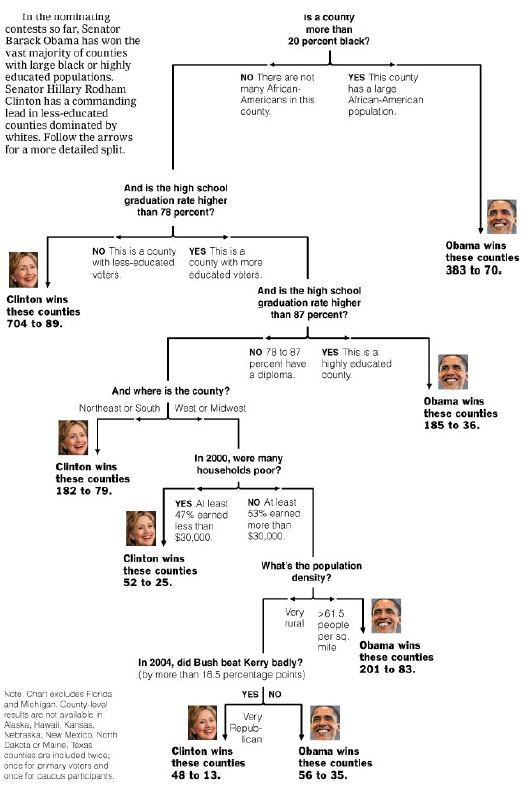 In the nominating
contests so far, Senator
Barack Obama has won the
vast majority of counties
with large black or highly
educated populations.
Senator Hillary Rodham
Clinton has a commanding
lead in less-educated
counties dominated by
whites. Follow the arrows
for a more detailed split.
Is a county
more than
20 percent black?
NO There are not
many African-
Americans in this
county.
YES This county
has a large
African-American
population.
And is the high school
graduation rate higher
than 78 percent?
Obama wins
these counties
383 to 70.
NO This is a county
with less-educated
voters.
YES This is a
county with more
educated voters.
Clinton wins
these counties
704 to 89.
And is the high school
graduation rate higher
than 87 percent?
NO 78 to 87
percent have
a diploma.
YES This is a
highly educated
county.
Obama wins
these counties
185 to 36.
And where is the county?
Northeast or South
West or Midwest
Clinton wins
these counties
182 to 79.
In 2000, were many
households poor?
YES At least
47% earned
less than
$30,000.
NO At least
53% earned
more than
$30,000.
Clinton wins
these counties
52 to 25.
What's the population
density?
Very
rural
>61.5
people
per sq.
mile
Obama wins
these counties
201 to 83.
In 2004, did Bush beat Kerry badly?
(by more than 16.5 percentage points)
YES
NO
Very
Repub-
lican
Clinton wins
these counties
48 to 13.
Obama wins
these counties
56 to 35.
Note: Chart excludes Florida
and Michigan. County-level
results are not available in
Alaska, Hawaii, Kansas,
Nebraska, New Mexico, North
Dakota or Maine. Texas
counties are included twice;
once for primary voters and
once for caucus participants.